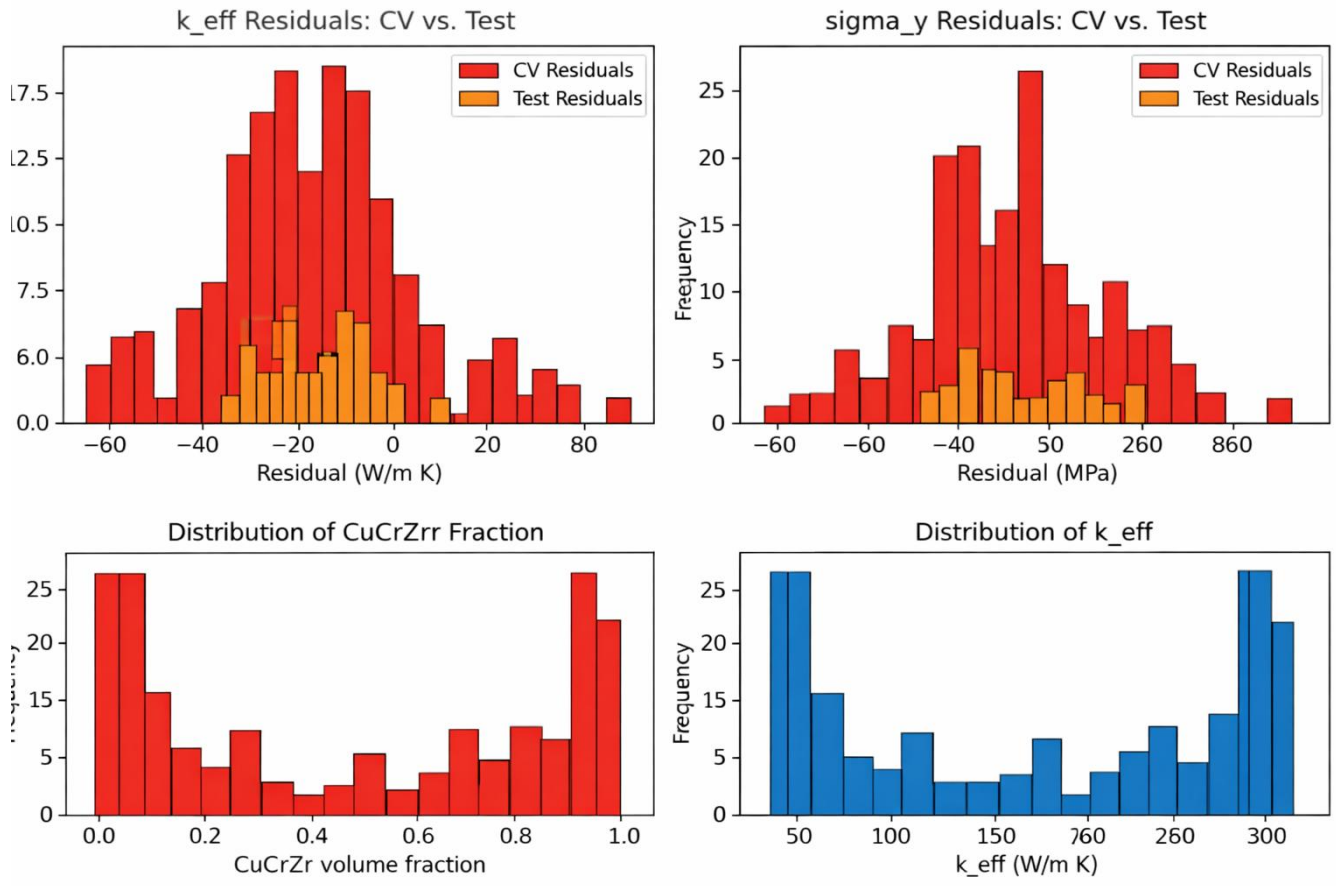 k_eff Residuals: CV vs. Test
CV Residuals
Test Residuals
17.5
12.5
10.5
7.5
6.0
0.0
−60 −40 −20 0 20 80
Residual (W/m K)
sigma_y Residuals: CV vs. Test
CV Residuals
Test Residuals
Frequency
25
20
15
10
5
0
−60 −60 −40 50 260 860
Residual (MPa)
Distribution of CuCrZrr Fraction
25
20
15
5
0
0.0 0.2 0.4 0.6 0.8 1.0
CuCrZr volume fraction
Distribution of k_eff
Frequency
25
20
15
5
0
50 100 150 760 260 300
k_eff (W/m K)